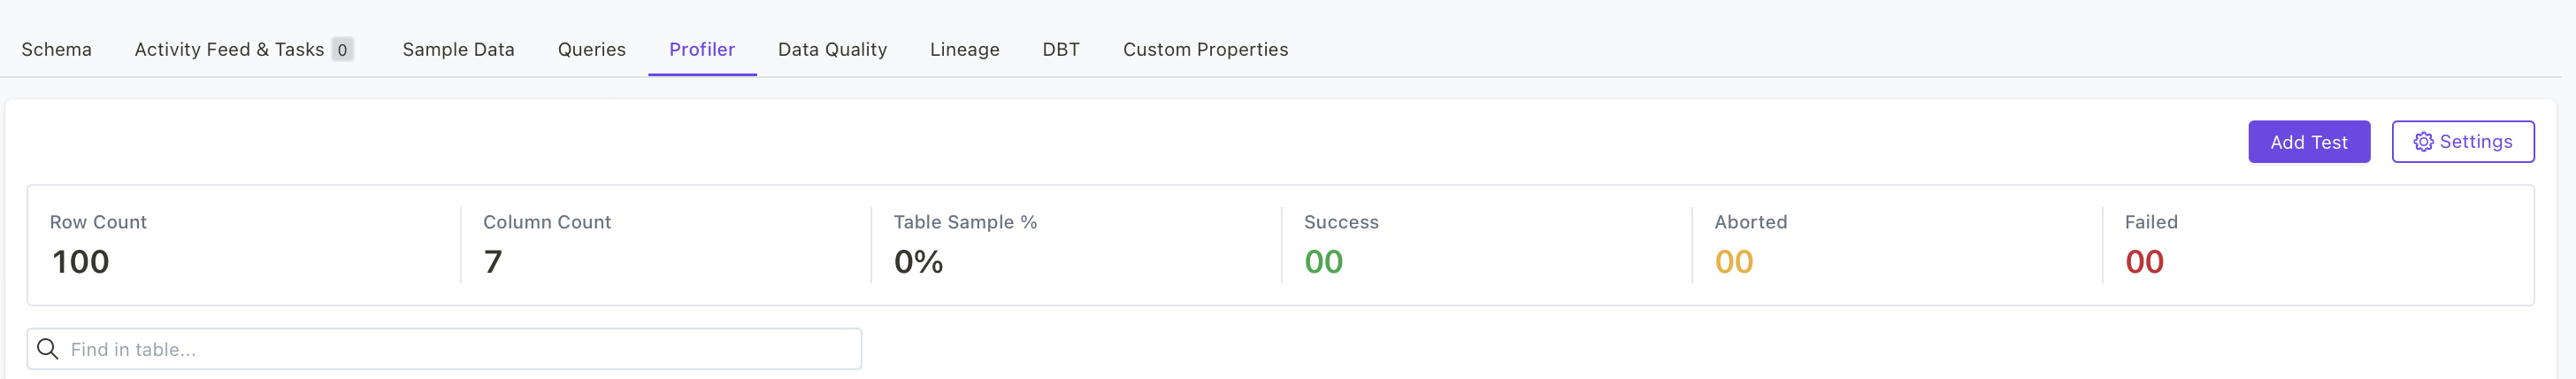 Schema Activity Feed & Tasks 0 Sample Data Queries Profiler Data Quality Lineage DBT Custom Properties
Add Test Settings
Row Count Column Count Table Sample % Success Aborted Failed
100 7 0% 00 00 00
Find in table...